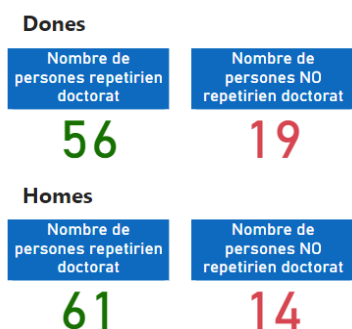 Dones
Nombre de
persones repetirien
doctorat
Nombre de
persones NO
repetirien doctorat
56
19
Homes
Nombre de
persones repetirien
doctorat
Nombre de
persones NO
repetirien doctorat
61
14